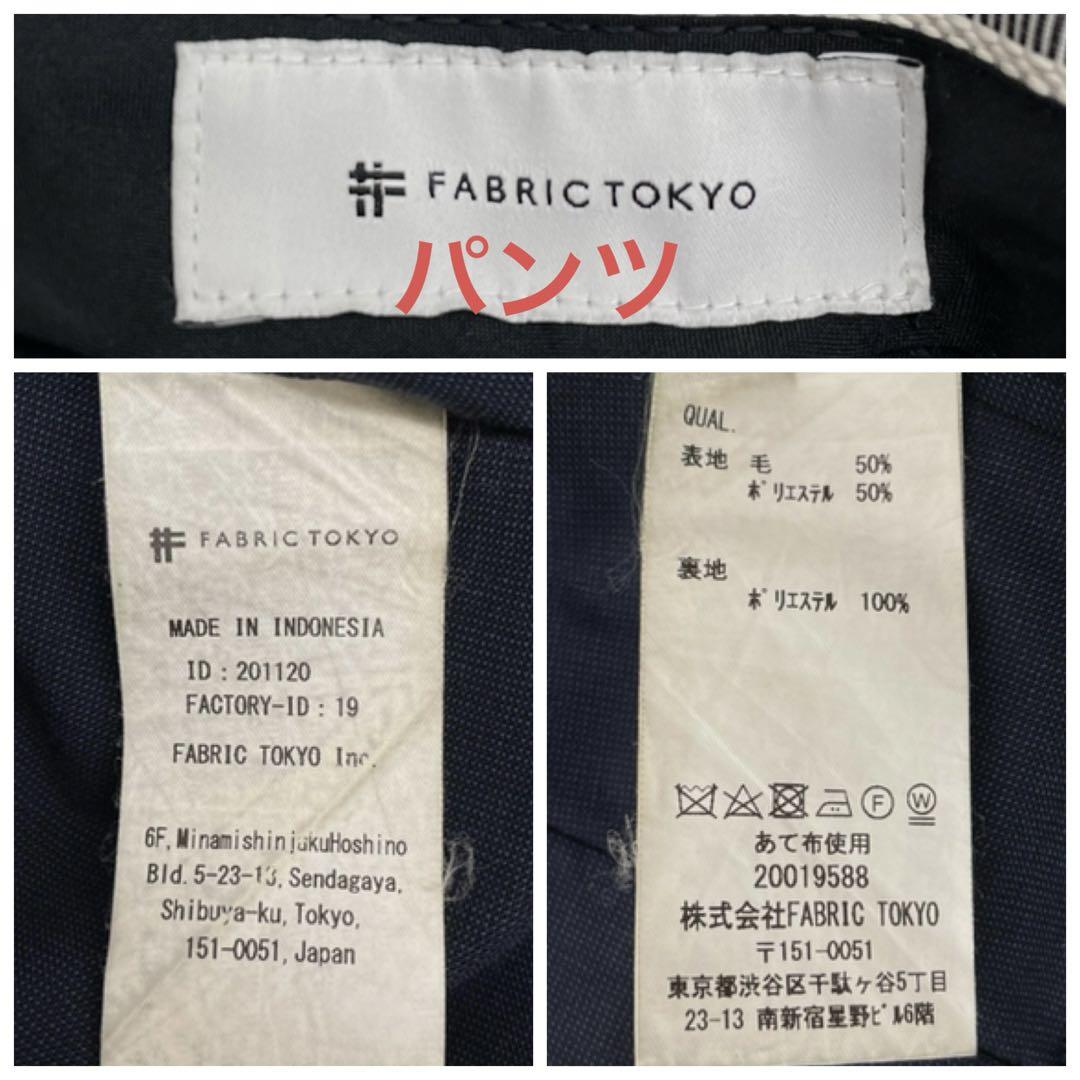 FABRIC TOKYO
パンツ
FABRIC TOKYO
MADE IN INDONESIA
ID : 201120
FACTORY-ID : 19
FABRIC TOKYO Inc.
6F, MinamishinjukuHoshino
Bld. 5-23-13, Sendagaya,
Shibuya-ku, Tokyo,
151-0051, Japan
QUAL.
表地 毛 50%
ポリエステル 50%
裏地
ポリエステル 100%
F W
あて布使用
20019588
株式会社FABRIC TOKYO
〒151-0051
東京都渋谷区千駄ヶ谷5丁目
23-13 南新宿星野ビル6階